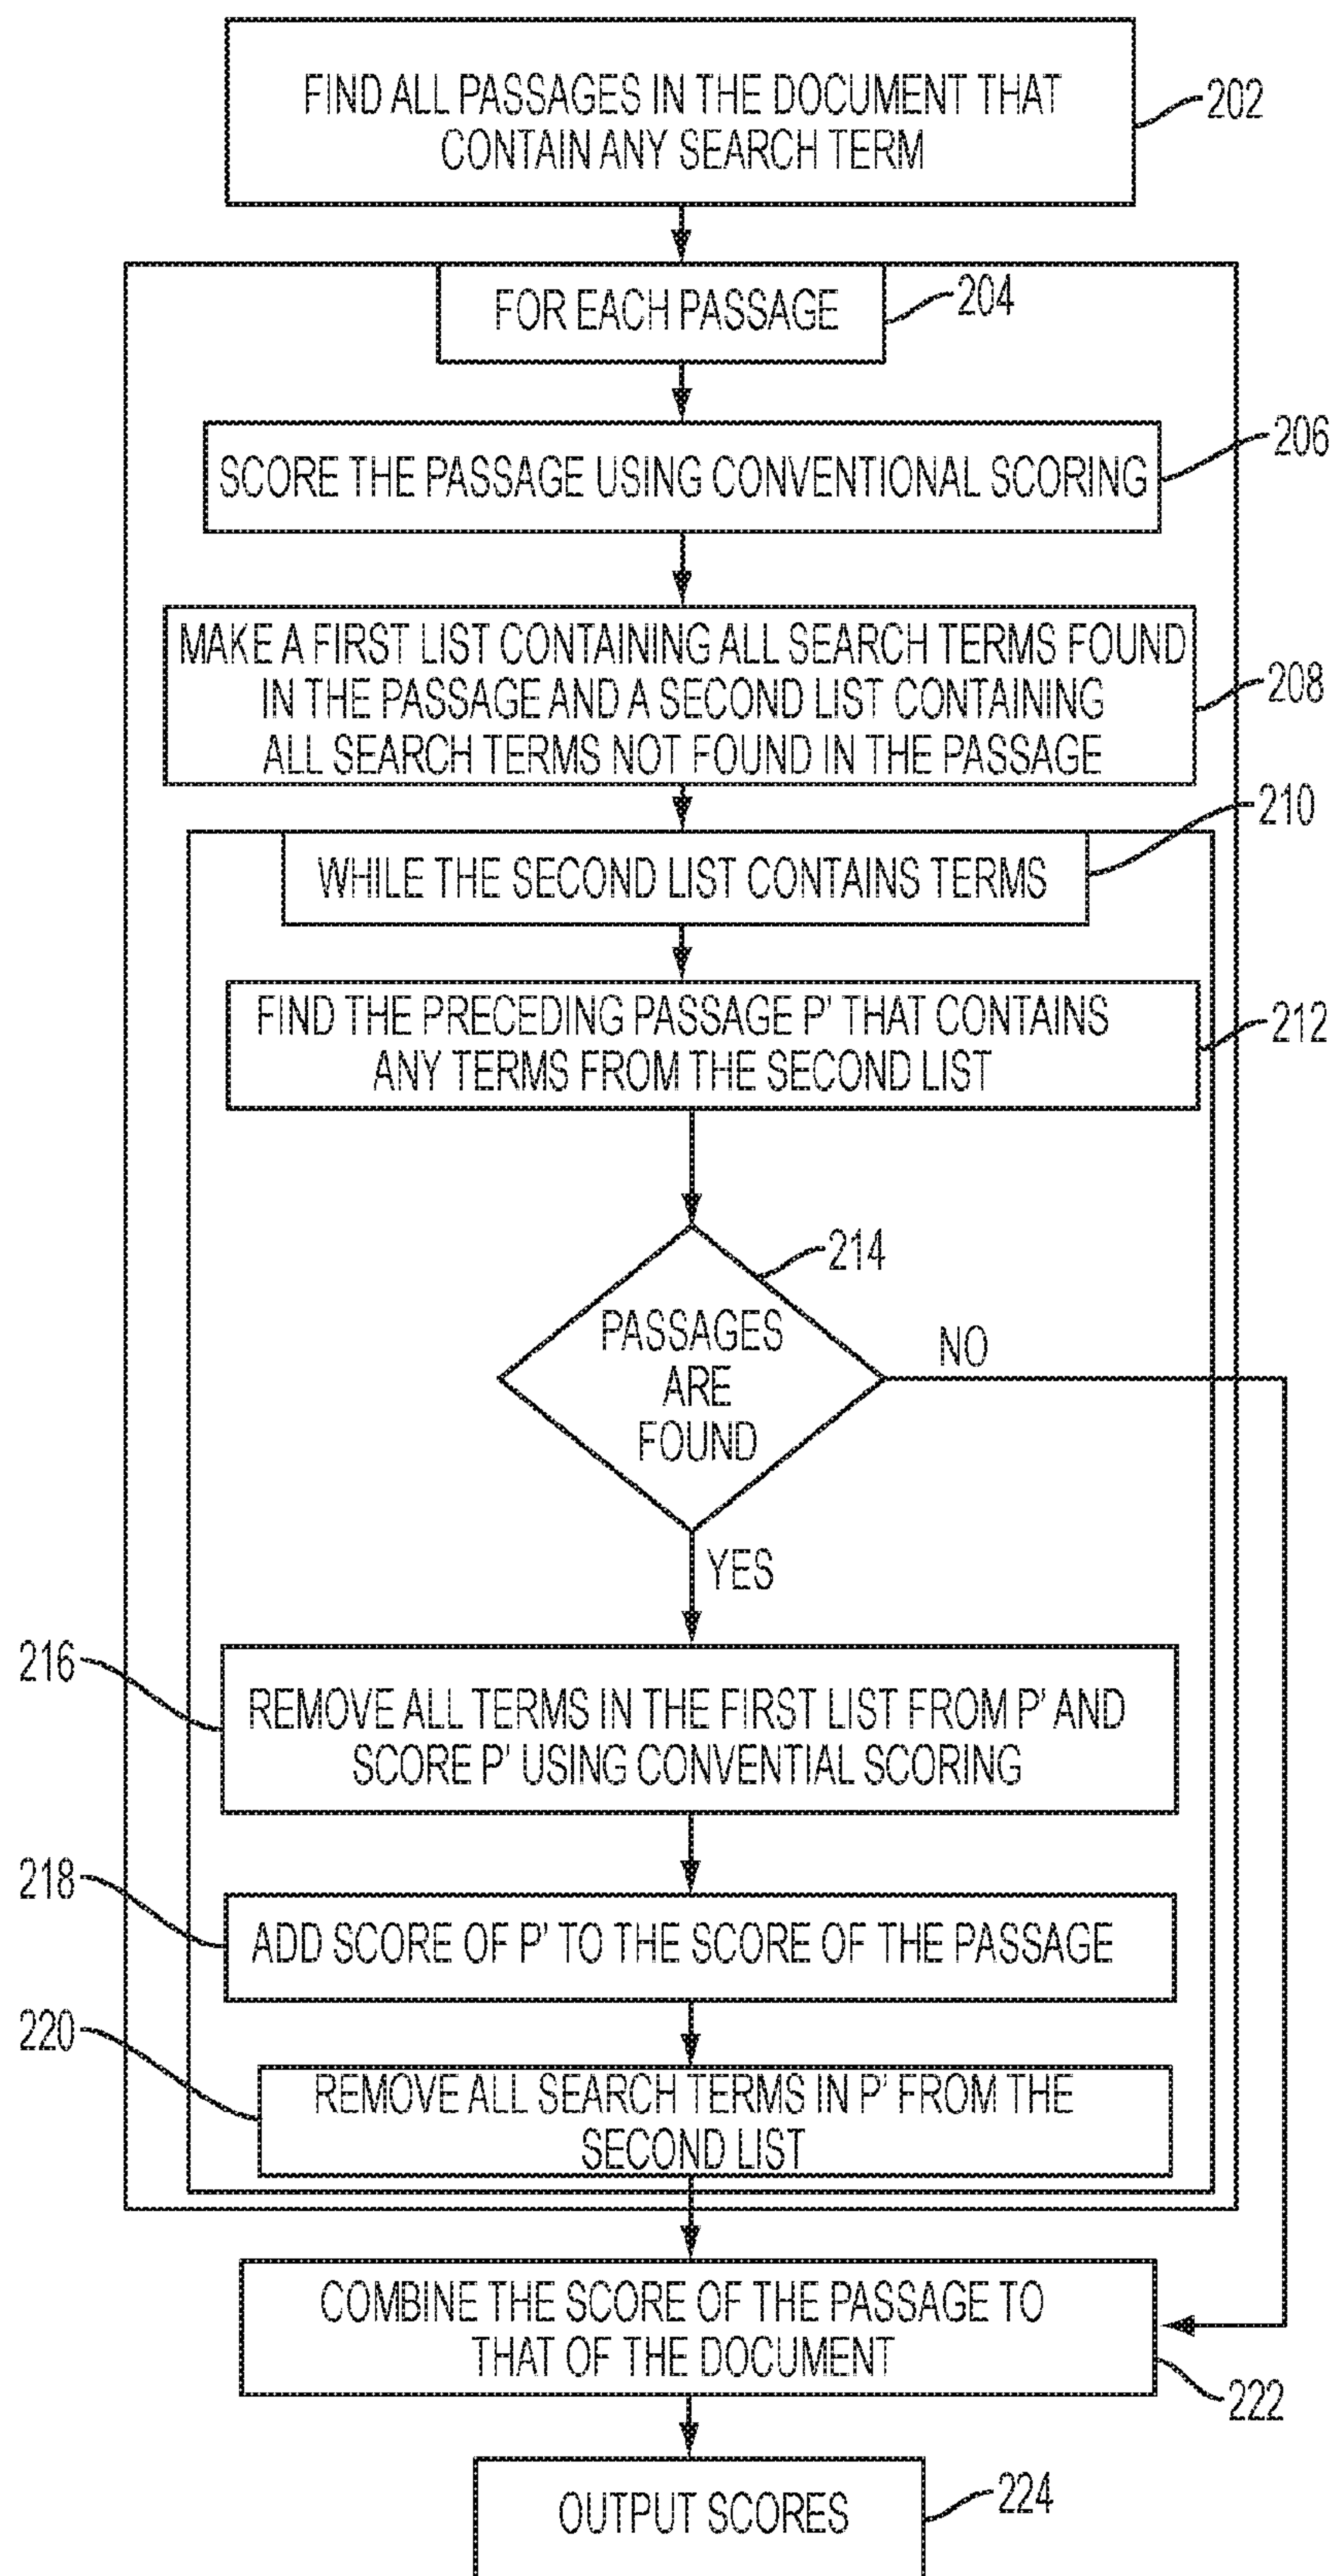 FIND ALL PASSAGES IN THE DOCUMENT THAT
CONTAIN ANY SEARCH TERM
202
FOR EACH PASSAGE
204
SCORE THE PASSAGE USING CONVENTIONAL SCORING
206
MAKE A FIRST LIST CONTAINING ALL SEARCH TERMS FOUND
IN THE PASSAGE AND A SECOND LIST CONTAINING
ALL SEARCH TERMS NOT FOUND IN THE PASSAGE
208
210
WHILE THE SECOND LIST CONTAINS TERMS
FIND THE PRECEDING PASSAGE P' THAT CONTAINS
ANY TERMS FROM THE SECOND LIST
212
214
PASSAGES
ARE
FOUND
NO
YES
216
REMOVE ALL TERMS IN THE FIRST LIST FROM P' AND
SCORE P' USING CONVENTIAL SCORING
218
ADD SCORE OF P' TO THE SCORE OF THE PASSAGE
220
REMOVE ALL SEARCH TERMS IN P' FROM THE
SECOND LIST
COMBINE THE SCORE OF THE PASSAGE TO
THAT OF THE DOCUMENT
222
OUTPUT SCORES
224